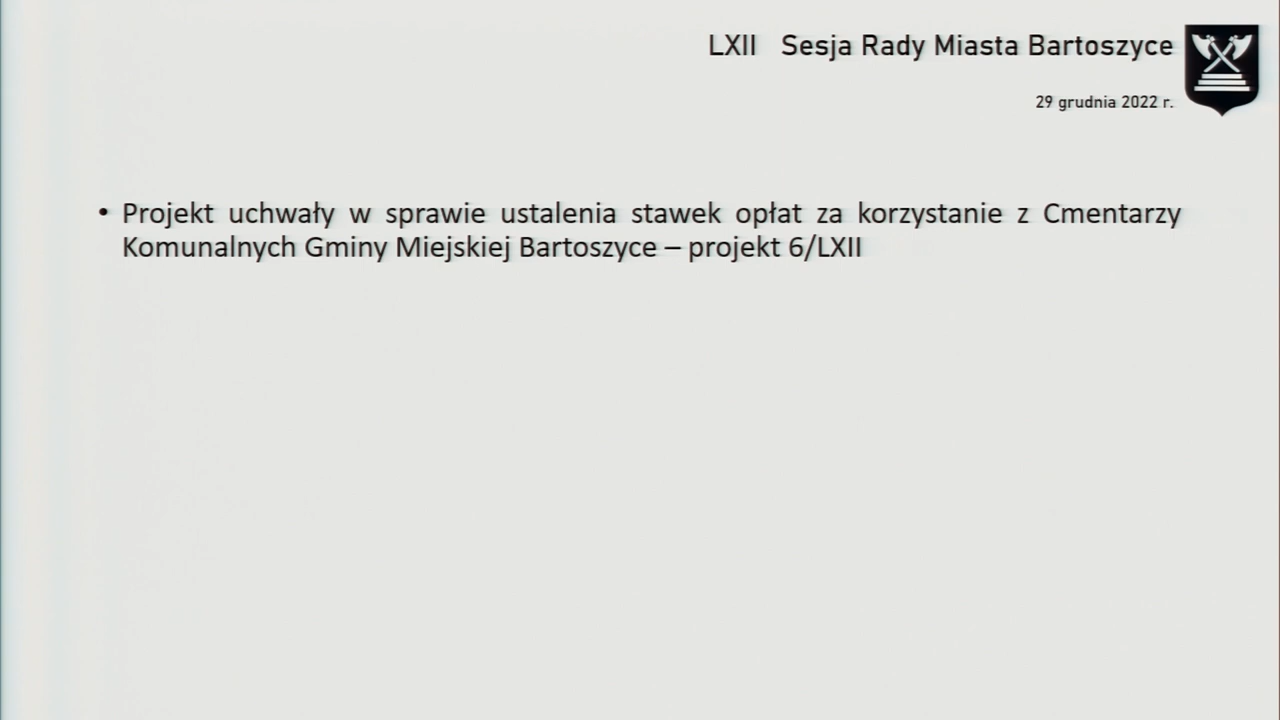 LXII Sesja Rady Miasta Bartoszyce
29 grudnia 2022 r.
• Projekt uchwały w sprawie ustalenia stawek opłat za korzystanie z Cmentarzy
Komunalnych Gminy Miejskiej Bartoszyce – projekt 6/LXII